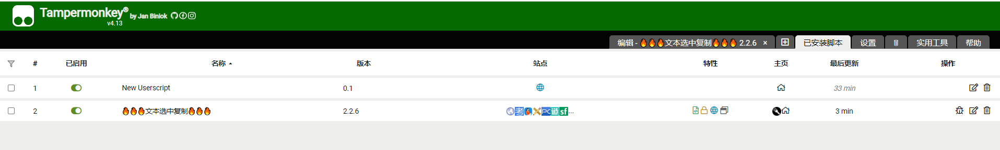 Tampermonkey® by Jan Biniok
v4.13
编辑 - 🔥🔥🔥文本选中复制🔥🔥🔥 2.2.6 × 已安装脚本 设置 实用工具 帮助
# 已启用 名称 版本 站点 特性 主页 最后更新 操作
1 New Userscript 0.1 33 min
2 🔥🔥🔥文本选中复制🔥🔥🔥 2.2.6 考 PC 道 sf ... 3 min